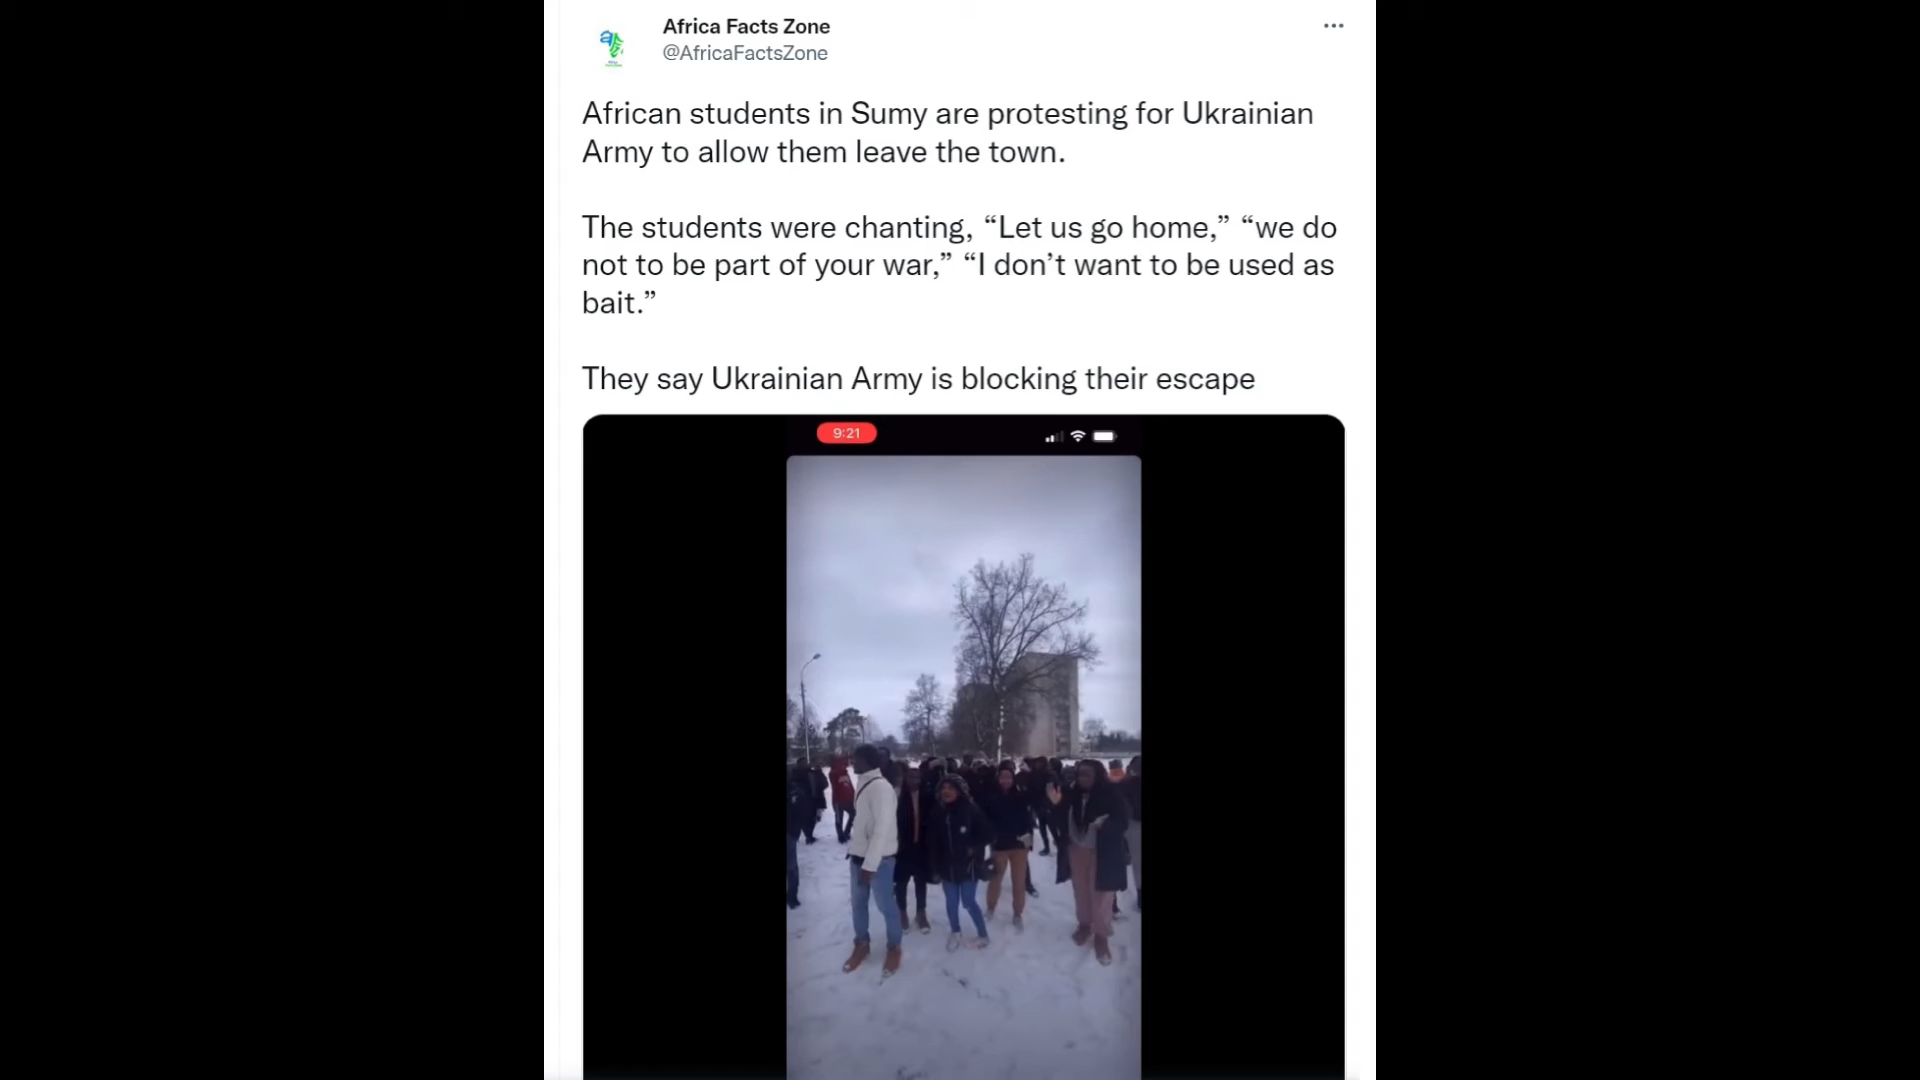 Africa Facts Zone
@AfricaFactsZone
African students in Sumy are protesting for Ukrainian
Army to allow them leave the town.
The students were chanting, “Let us go home,” “we do
not to be part of your war,” “I don’t want to be used as
bait.”
They say Ukrainian Army is blocking their escape
9:21